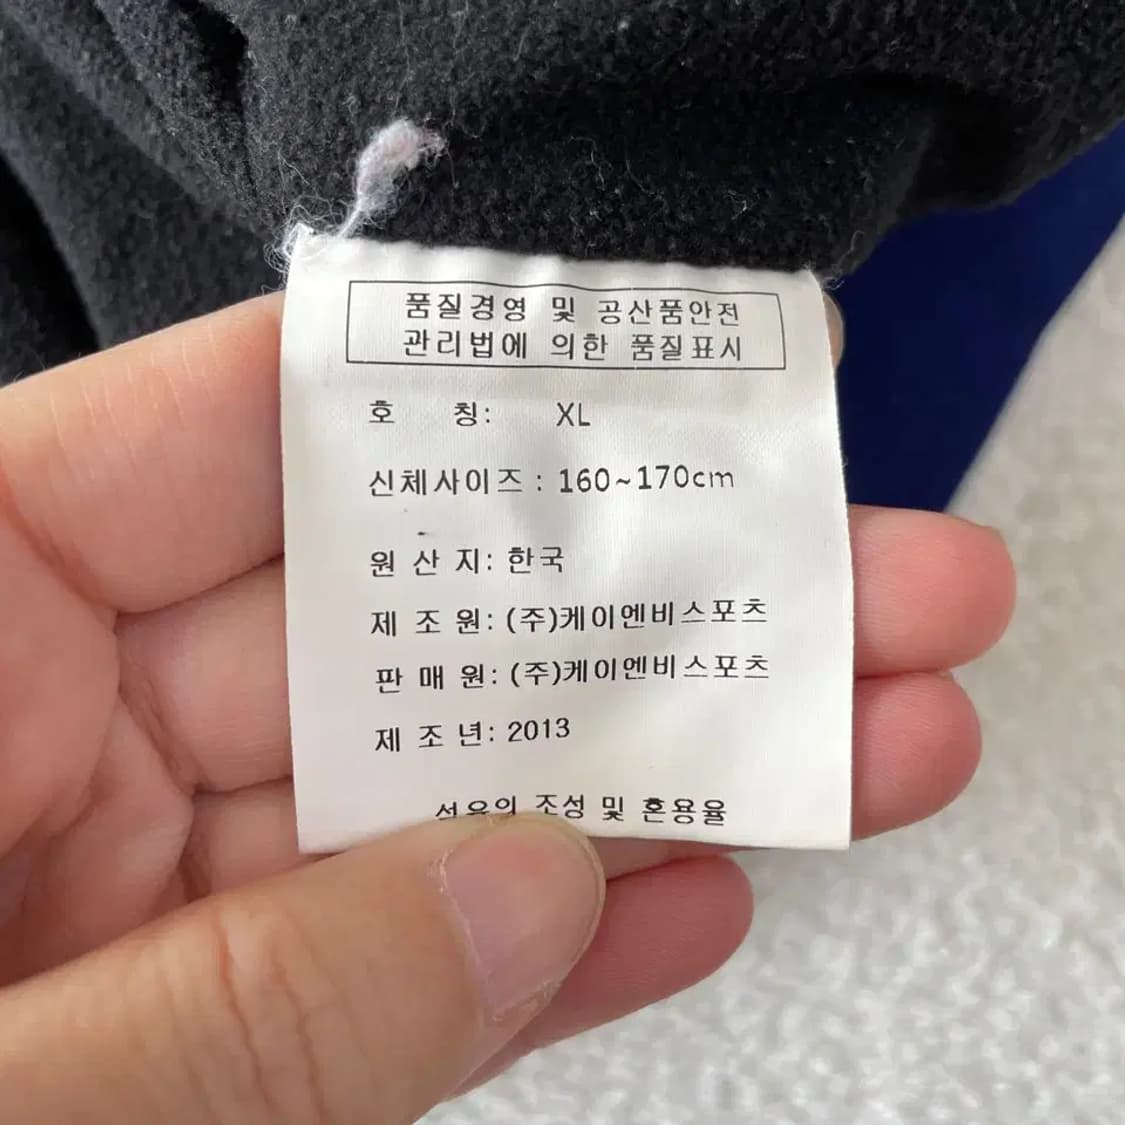 품질경영 및 공산품안전
관리법에 의한 품질표시
호 칭: XL
신체사이즈 : 160~170cm
원 산 지: 한국
제 조 원: (주)케이엔비스포츠
판 매 원: (주)케이엔비스포츠
제 조 년: 2013
섬유의 조성 및 혼용율